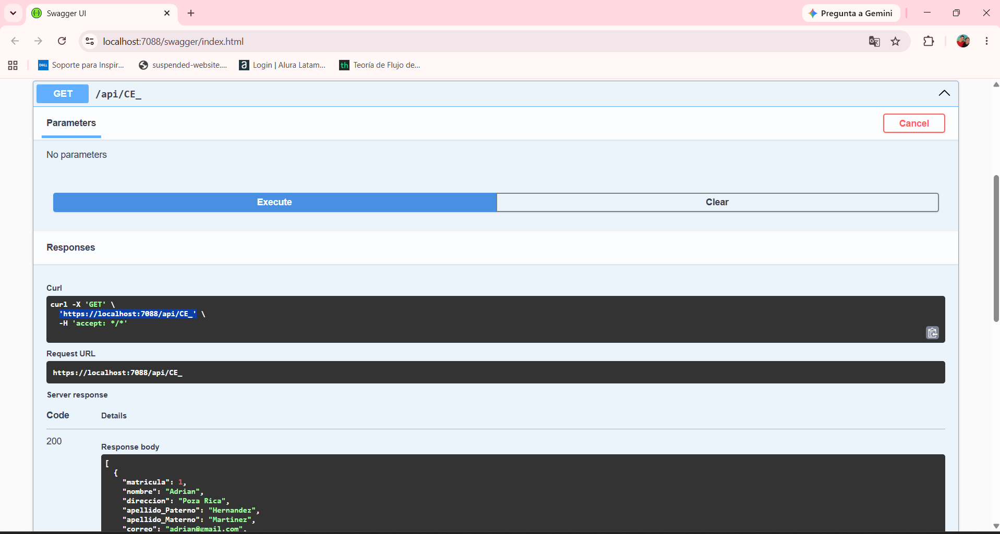 Swagger UI
Pregunta a Gemini
localhost:7088/swagger/index.html
DELL Soporte para Inspir...
suspended-website....
a Login | Alura Latam...
th Teoría de Flujo de...
GET /api/CE_
Parameters
Cancel
No parameters
Execute
Clear
Responses
Curl
curl -X 'GET' \
'https://localhost:7088/api/CE_' \
-H 'accept: */*'
Request URL
https://localhost:7088/api/CE_
Server response
Code Details
200
Response body
[
{
"matricula": 1,
"nombre": "Adrian",
"direccion": "Poza Rica",
"apellido_Paterno": "Hernandez",
"apellido_Materno": "Martinez",
"correo": "adrian@gmail.com",